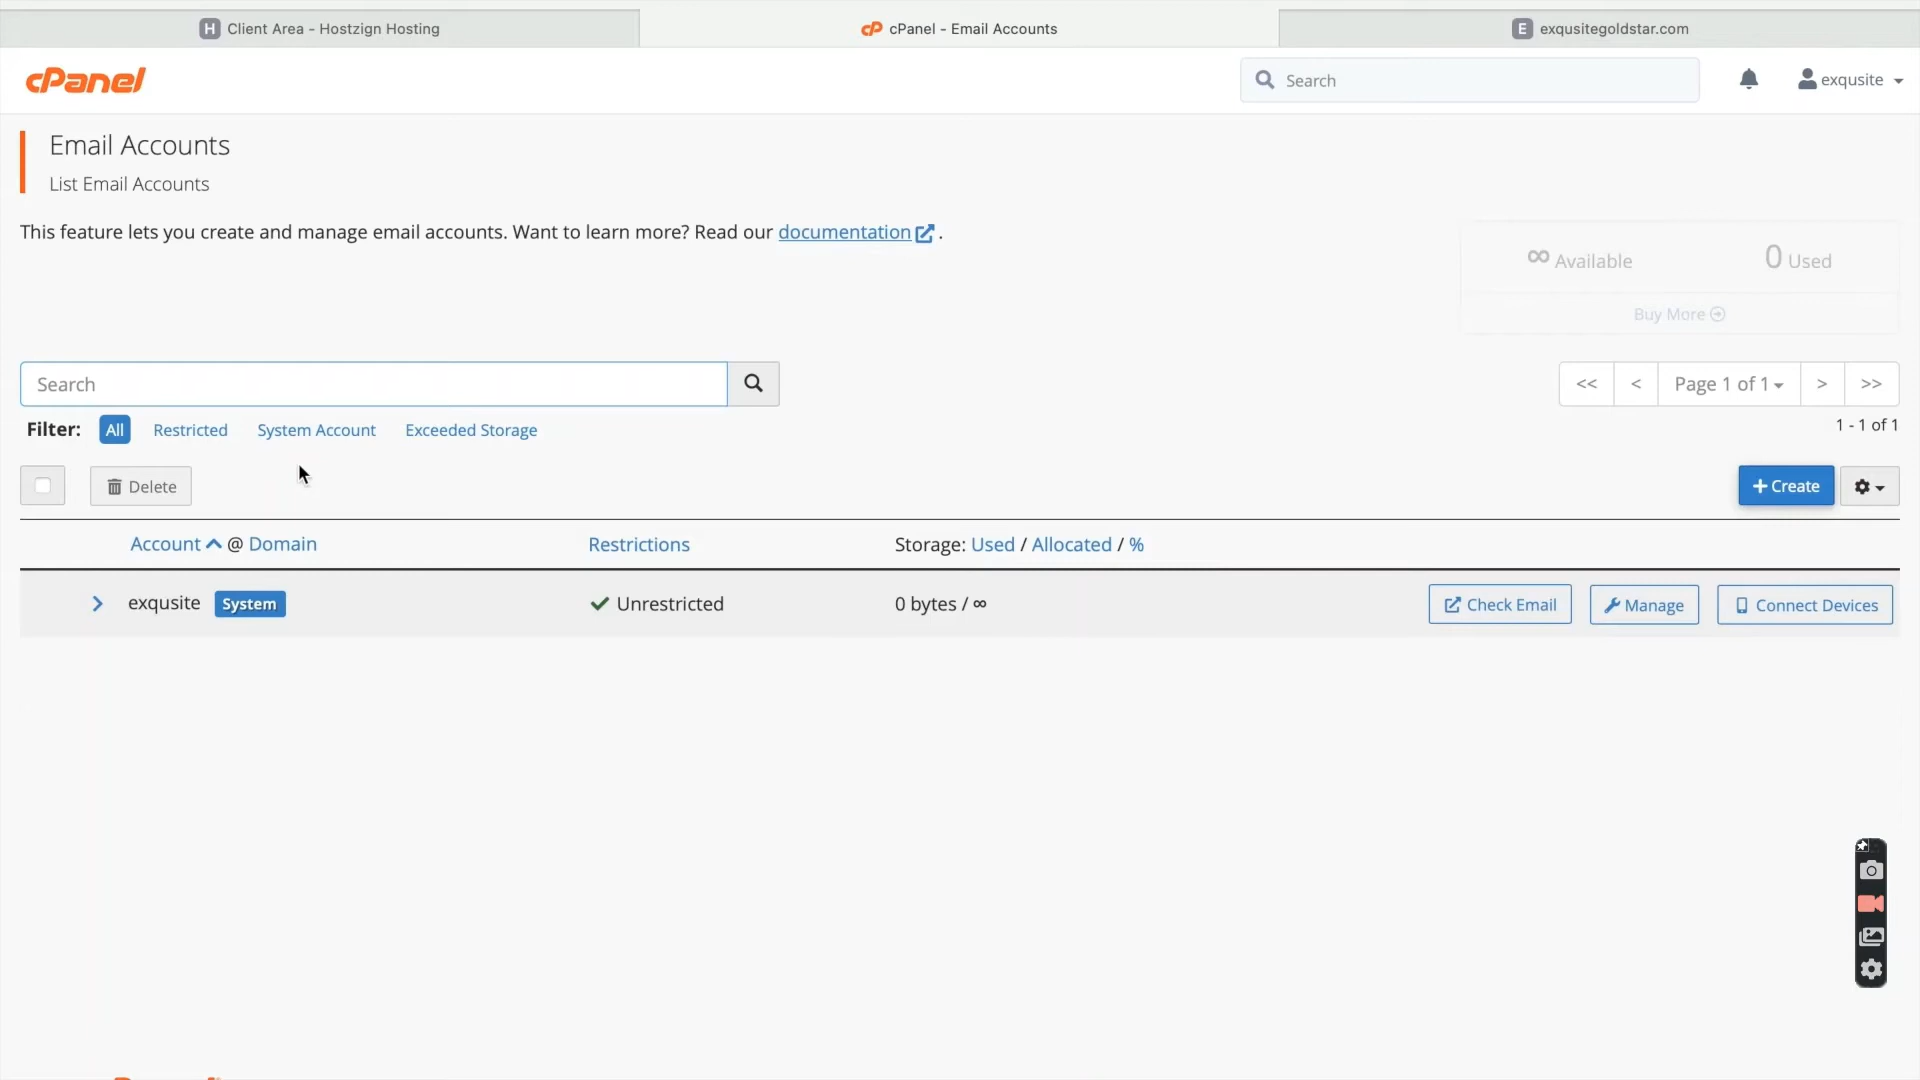 H Client Area - Hostzign Hosting
cPanel - Email Accounts
E exqusitegoldstar.com
cPanel
Search
exqusite
Email Accounts
List Email Accounts
This feature lets you create and manage email accounts. Want to learn more? Read our documentation .
∞ Available
0 Used
Buy More
Search
<< < Page 1 of 1 > >>
Filter: All Restricted System Account Exceeded Storage
1 - 1 of 1
Delete
+ Create
Account @ Domain
Restrictions
Storage: Used / Allocated / %
exqusite System
Unrestricted
0 bytes / ∞
Check Email
Manage
Connect Devices